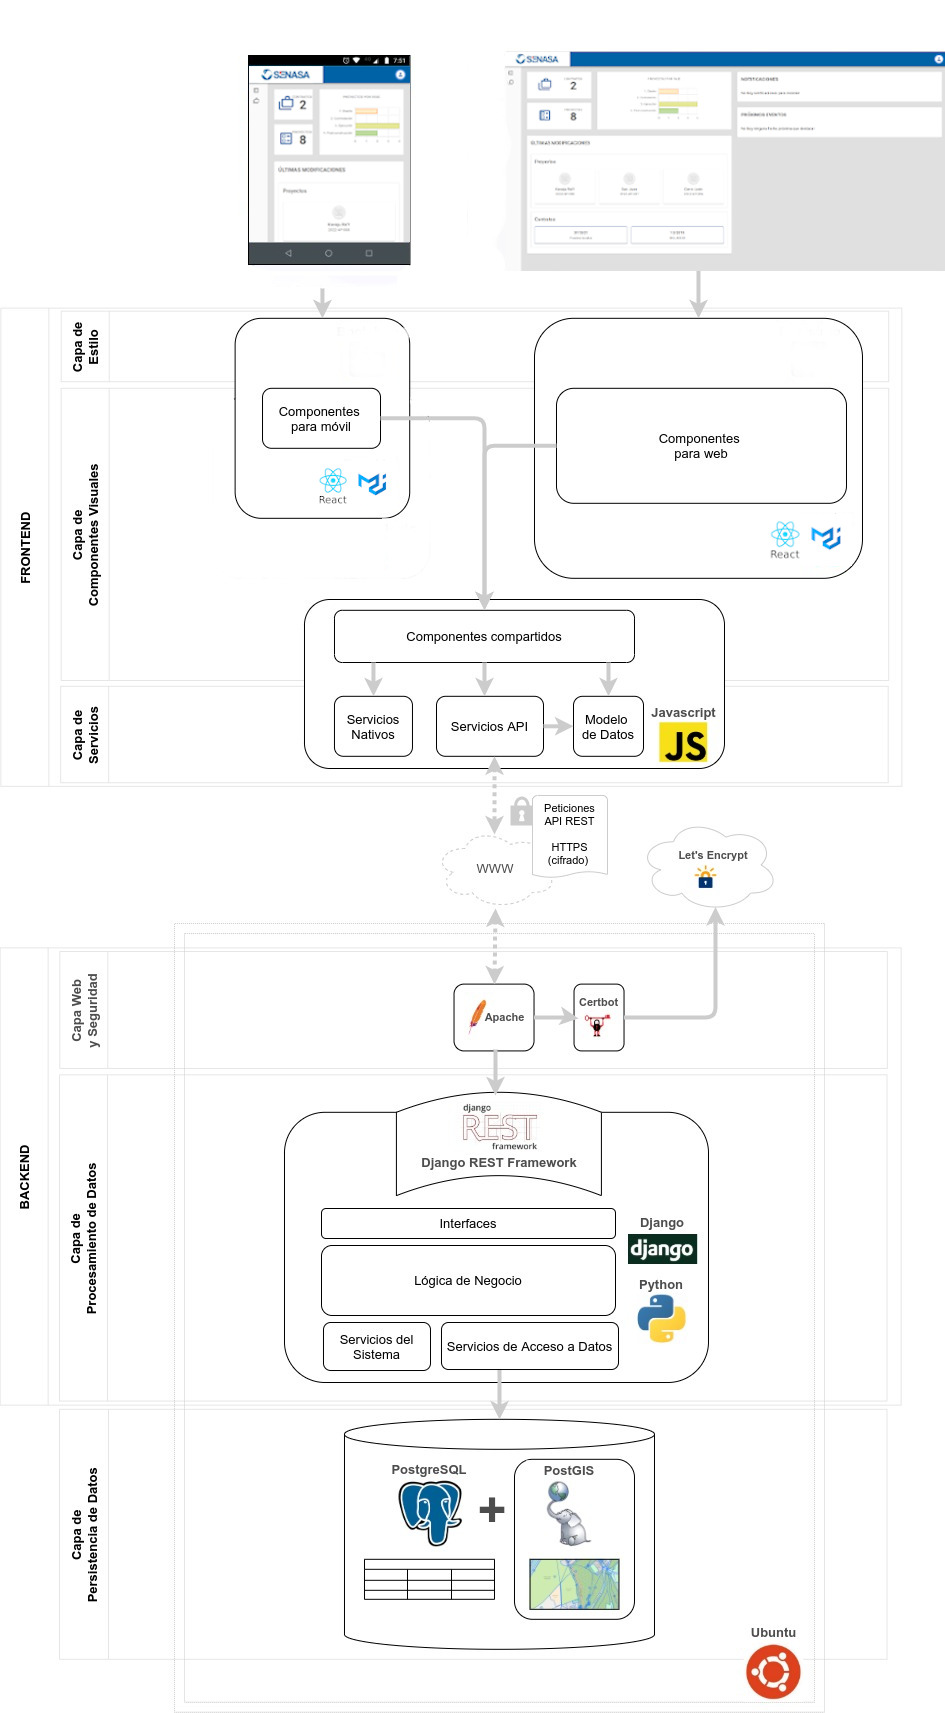 7:51
SENASA
2
8
ÚLTIMAS MODIFICACIONES
Proyectos
SENASA
2
8
NOTIFICACIONES
PRÓXIMOS EVENTOS
ÚLTIMAS MODIFICACIONES
Proyectos
Contratos
FRONTEND
Capa de
Estilo
Capa de
Componentes Visuales
Componentes
para móvil
React
Componentes
para web
React
Componentes compartidos
Capa de
Servicios
Servicios
Nativos
Servicios API
Modelo
de Datos
Javascript
JS
Peticiones
API REST
HTTPS
(cifrado)
WWW
Let's Encrypt
BACKEND
Capa Web
y Seguridad
Apache
Certbot
Capa de
Procesamiento de Datos
django
REST
framework
Django REST Framework
Interfaces
Lógica de Negocio
Servicios del
Sistema
Servicios de Acceso a Datos
Django
django
Python
Capa de
Persistencia de Datos
PostgreSQL
+
PostGIS
Ubuntu